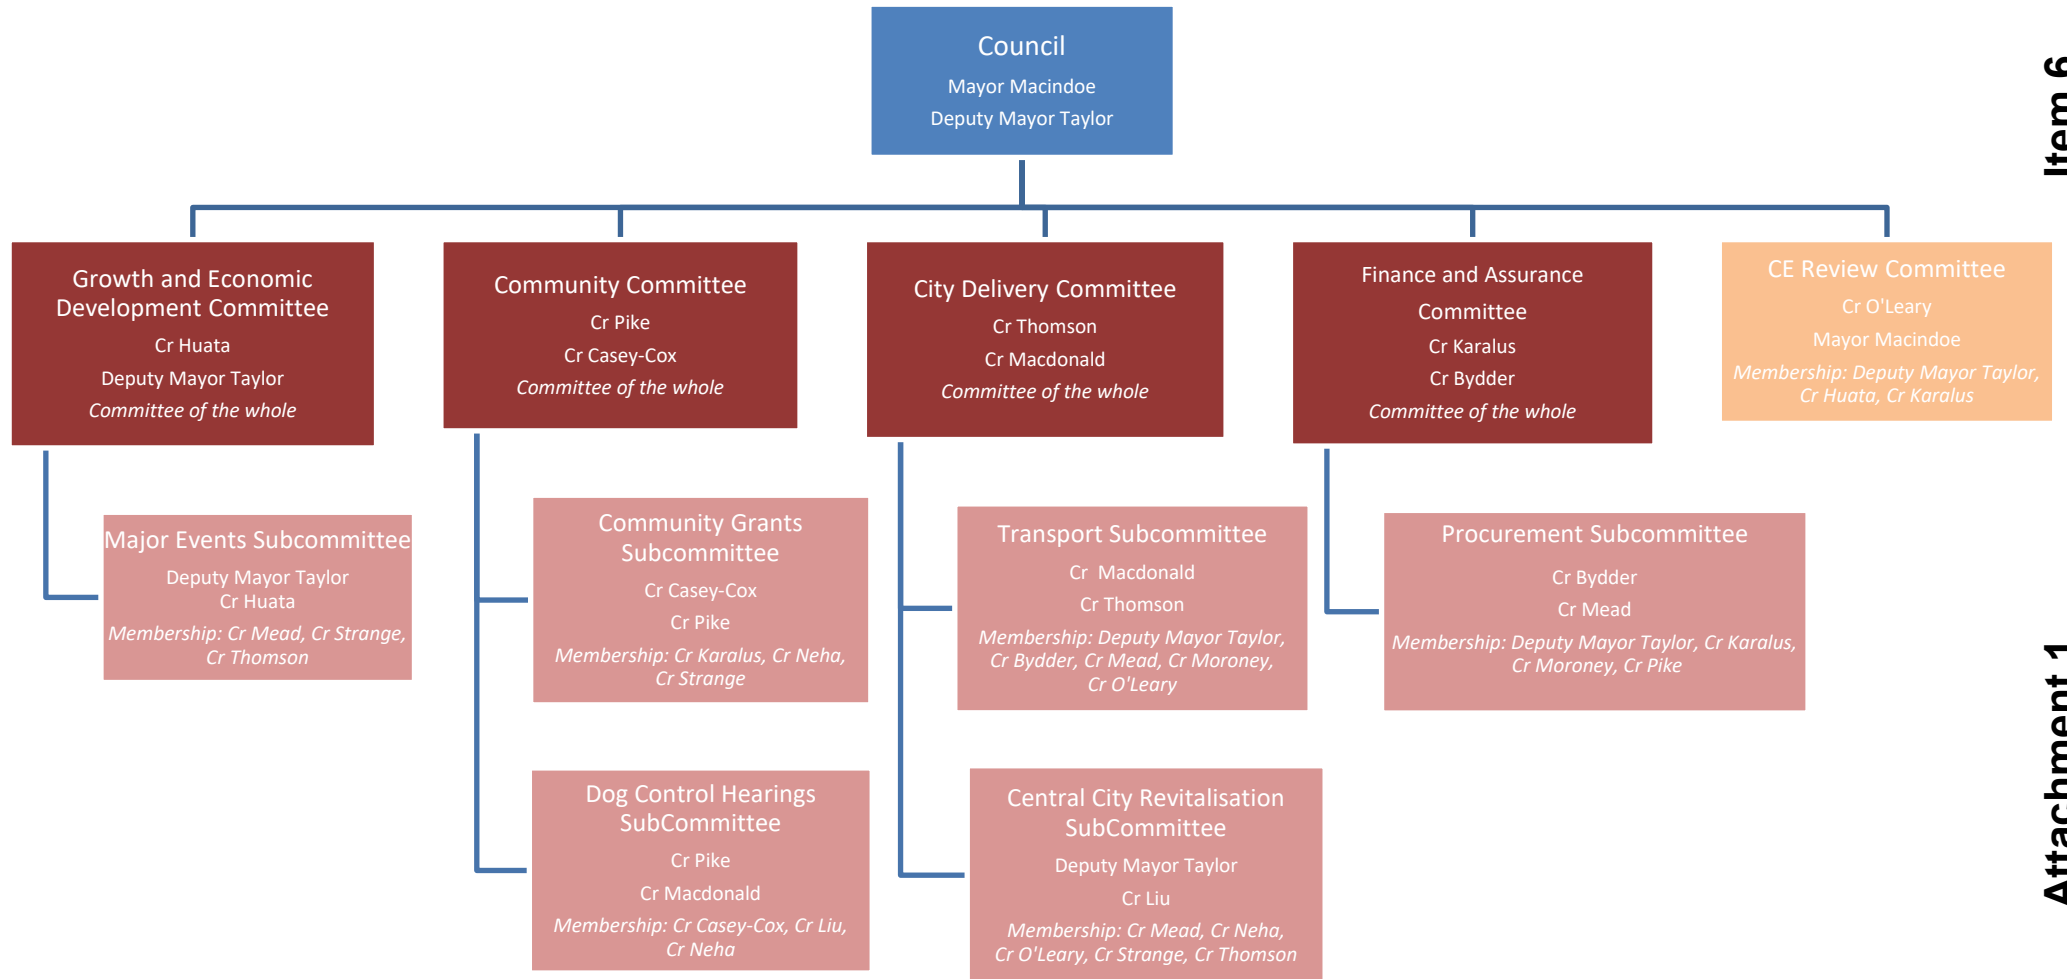 Council
Mayor Macindoe
Deputy Mayor Taylor
Item 6
Growth and Economic
Development Committee
Cr Huata
Deputy Mayor Taylor
Committee of the whole
Community Committee
Cr Pike
Cr Casey-Cox
Committee of the whole
City Delivery Committee
Cr Thomson
Cr Macdonald
Committee of the whole
Finance and Assurance
Committee
Cr Karalus
Cr Bydder
Committee of the whole
CE Review Committee
Cr O'Leary
Mayor Macindoe
Membership: Deputy Mayor Taylor,
Cr Huata, Cr Karalus
Major Events Subcommittee
Deputy Mayor Taylor
Cr Huata
Membership: Cr Mead, Cr Strange,
Cr Thomson
Community Grants
Subcommittee
Cr Casey-Cox
Cr Pike
Membership: Cr Karalus, Cr Neha,
Cr Strange
Transport Subcommittee
Cr  Macdonald
Cr Thomson
Membership: Deputy Mayor Taylor,
Cr Bydder, Cr Mead, Cr Moroney,
Cr O'Leary
Procurement Subcommittee
Cr Bydder
Cr Mead
Membership: Deputy Mayor Taylor, Cr Karalus,
Cr Moroney, Cr Pike
Attachment 1
Dog Control Hearings
SubCommittee
Cr Pike
Cr Macdonald
Membership: Cr Casey-Cox, Cr Liu,
Cr Neha
Central City Revitalisation
SubCommittee
Deputy Mayor Taylor
Cr Liu
Membership: Cr Mead, Cr Neha,
Cr O'Leary, Cr Strange, Cr Thomson